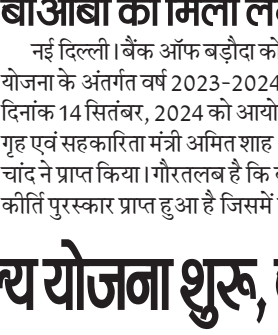 बीओबी को मिला
नई दिल्ली।बैंक ऑफ बड़ौदा को
योजना के अंतर्गत वर्ष 2023-2024
दिनांक 14 सितंबर, 2024 को आयो
गृह एवं सहकारिता मंत्री अमित शाह
चांद ने प्राप्त किया।गौरतलब है कि
कीर्ति पुरस्कार प्राप्त हुआ है जिसमें
योजना शुरू,